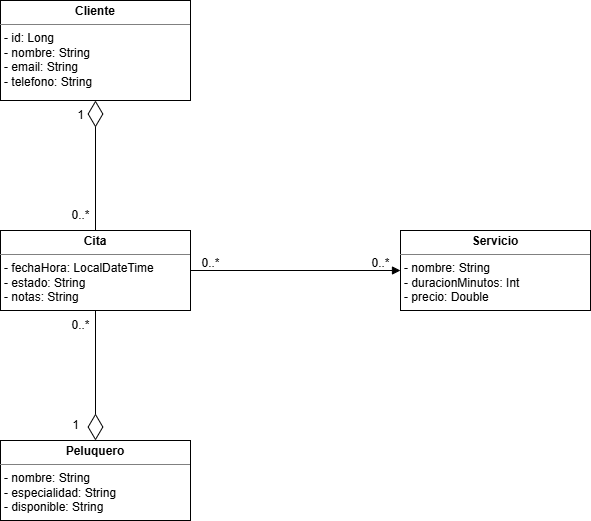 Cliente
- id: Long
- nombre: String
- email: String
- telefono: String
1
0..*
Cita
- fechaHora: LocalDateTime
- estado: String
- notas: String
0..*
0..*
Servicio
- nombre: String
- duracionMinutos: Int
- precio: Double
0..*
1
Peluquero
- nombre: String
- especialidad: String
- disponible: String